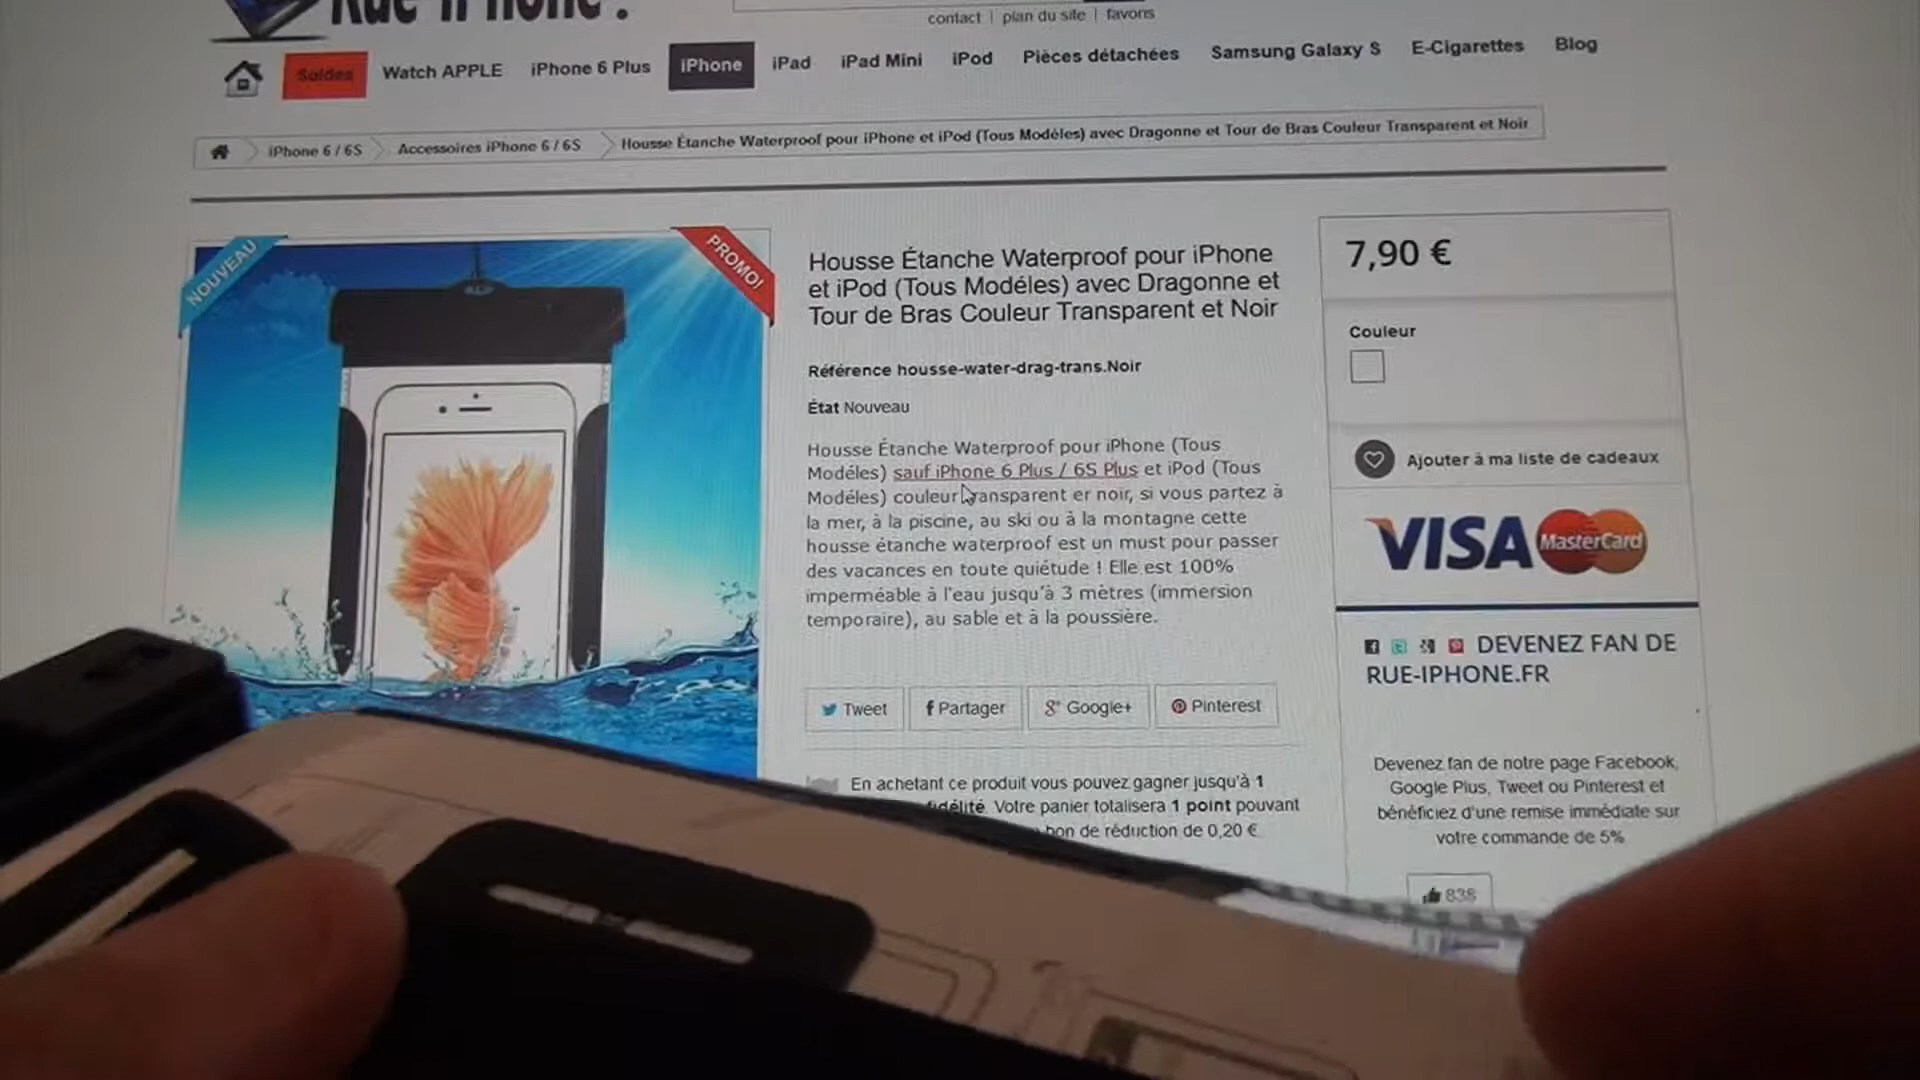 Rue iPhone !
contact | plan du site | favoris
Soldes Watch APPLE iPhone 6 Plus iPhone iPad iPad Mini iPod Pièces détachées Samsung Galaxy S E-Cigarettes Blog
iPhone 6 / 6S Accessoires iPhone 6 / 6S Housse Étanche Waterproof pour iPhone et iPod (Tous Modéles) avec Dragonne et Tour de Bras Couleur Transparent et Noir
NOUVEAU
PROMO!
Housse Étanche Waterproof pour iPhone
et iPod (Tous Modéles) avec Dragonne et
Tour de Bras Couleur Transparent et Noir
Référence housse-water-drag-trans.Noir
État Nouveau
Housse Étanche Waterproof pour iPhone (Tous
Modéles) sauf iPhone 6 Plus / 6S Plus et iPod (Tous
Modéles) couleur transparent er noir, si vous partez à
la mer, à la piscine, au ski ou à la montagne cette
housse étanche waterproof est un must pour passer
des vacances en toute quiétude ! Elle est 100%
imperméable à l'eau jusqu'à 3 mètres (immersion
temporaire), au sable et à la poussière.
Tweet Partager Google+ Pinterest
En achetant ce produit vous pouvez gagner jusqu'à 1
fidélité. Votre panier totalisera 1 point pouvant
bon de réduction de 0,20 €.
7,90 €
Couleur
Ajouter à ma liste de cadeaux
VISA MasterCard
DEVENEZ FAN DE
RUE-IPHONE.FR
Devenez fan de notre page Facebook,
Google Plus, Tweet ou Pinterest et
bénéficiez d'une remise immédiate sur
votre commande de 5%
838